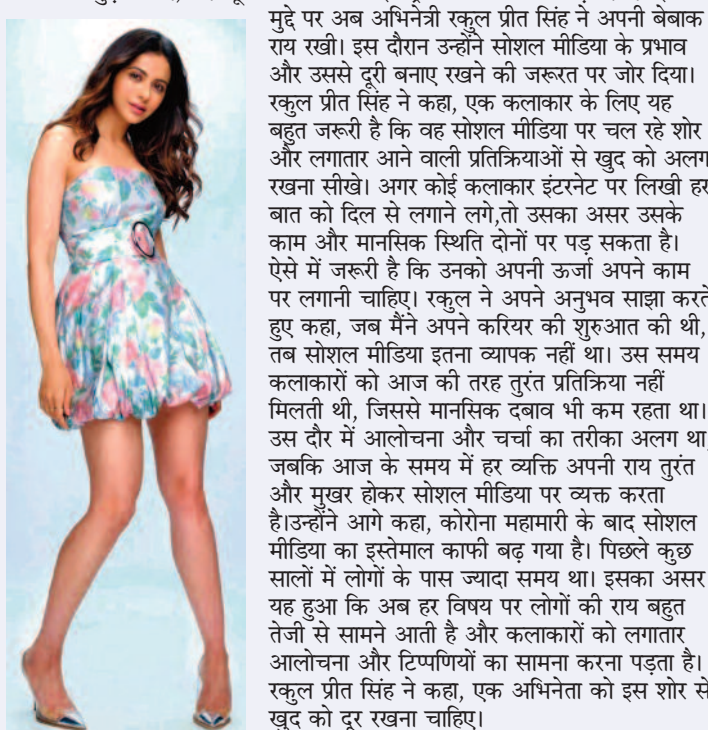 मुद्दे पर अब अभिनेत्री रकुल प्रीत सिंह ने अपनी बेबाक
राय रखी। इस दौरान उन्होंने सोशल मीडिया के प्रभाव
और उससे दूरी बनाए रखने की जरूरत पर जोर दिया।
रकुल प्रीत सिंह ने कहा, एक कलाकार के लिए यह
बहुत जरूरी है कि वह सोशल मीडिया पर चल रहे शोर
और लगातार आने वाली प्रतिक्रियाओं से खुद को अलग
रखना सीखे। अगर कोई कलाकार इंटरनेट पर लिखी हर
बात को दिल से लगाने लगे,तो उसका असर उसके
काम और मानसिक स्थिति दोनों पर पड़ सकता है।
ऐसे में जरूरी है कि उनको अपनी ऊर्जा अपने काम
पर लगानी चाहिए। रकुल ने अपने अनुभव साझा करते
हुए कहा, जब मैंने अपने करियर की शुरुआत की थी,
तब सोशल मीडिया इतना व्यापक नहीं था। उस समय
कलाकारों को आज की तरह तुरंत प्रतिक्रिया नहीं
मिलती थी, जिससे मानसिक दबाव भी कम रहता था।
उस दौर में आलोचना और चर्चा का तरीका अलग था,
जबकि आज के समय में हर व्यक्ति अपनी राय तुरंत
और मुखर होकर सोशल मीडिया पर व्यक्त करता
है।उन्होंने आगे कहा, कोरोना महामारी के बाद सोशल
मीडिया का इस्तेमाल काफी बढ़ गया है। पिछले कुछ
सालों में लोगों के पास ज्यादा समय था। इसका असर
यह हुआ कि अब हर विषय पर लोगों की राय बहुत
तेजी से सामने आती है और कलाकारों को लगातार
आलोचना और टिप्पणियों का सामना करना पड़ता है।
रकुल प्रीत सिंह ने कहा, एक अभिनेता को इस शोर से
खुद को दूर रखना चाहिए।